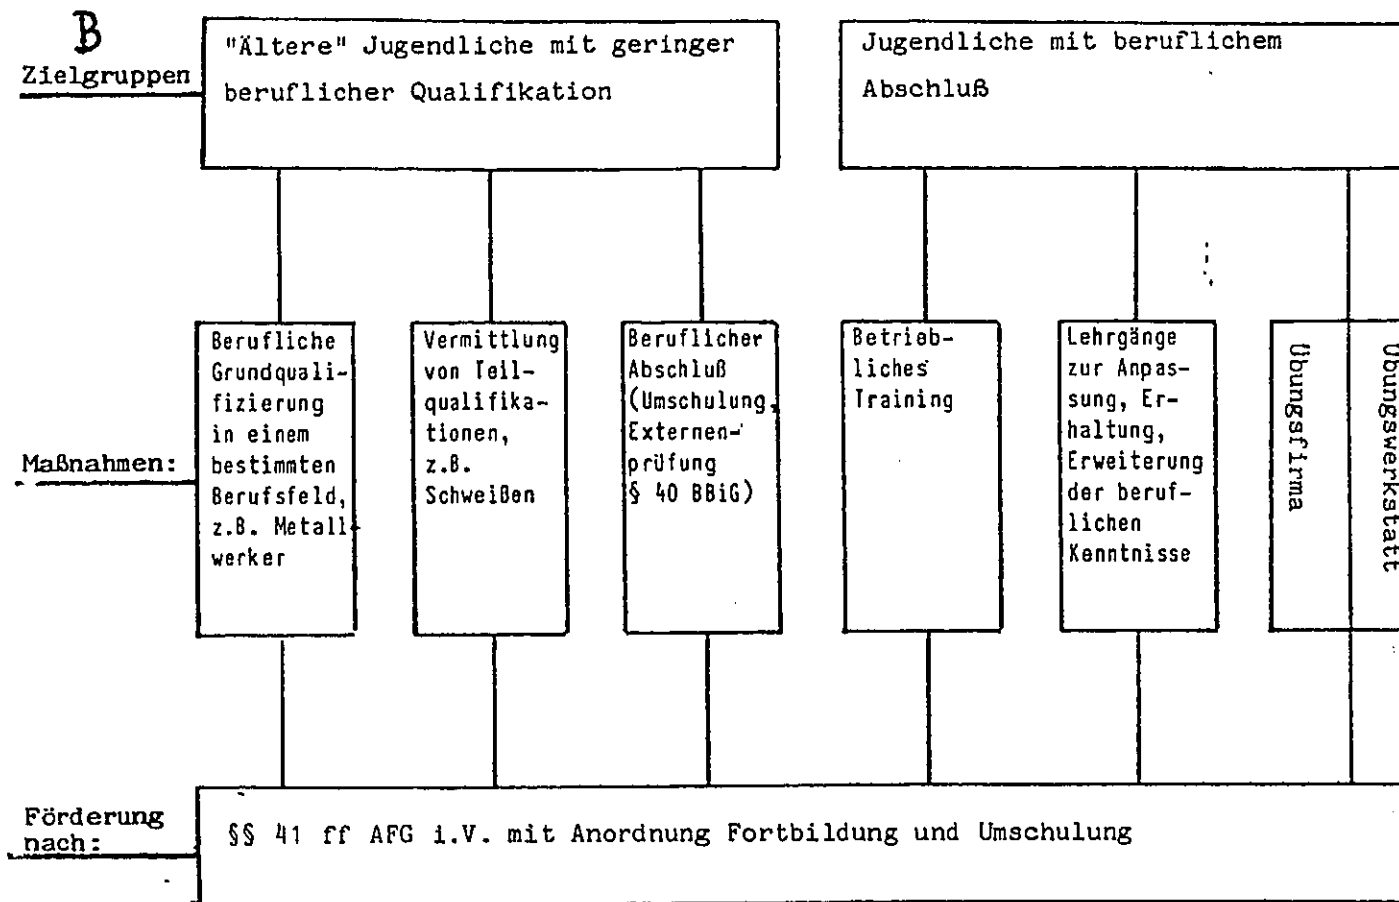 B
Zielgruppen
"Ältere" Jugendliche mit geringer
beruflicher Qualifikation
Jugendliche mit beruflichem
Abschluß
Maßnahmen:
Berufliche
Grundquali-
fizierung
in einem
bestimmten
Berufsfeld,
z.B. Metall-
werker
Vermittlung
von Teil-
qualifika-
tionen,
z.B.
Schweißen
Beruflicher
Abschluß
(Umschulung,
Externen-
prüfung
§ 40 BBiG)
Betrieb-
liches
Training
Lehrgänge
zur Anpas-
sung, Er-
haltung,
Erweiterung
der beruf-
lichen
Kenntnisse
Übungsfirma
Übungswerkstatt
Förderung
nach:
§§ 41 ff AFG i.V. mit Anordnung Fortbildung und Umschulung